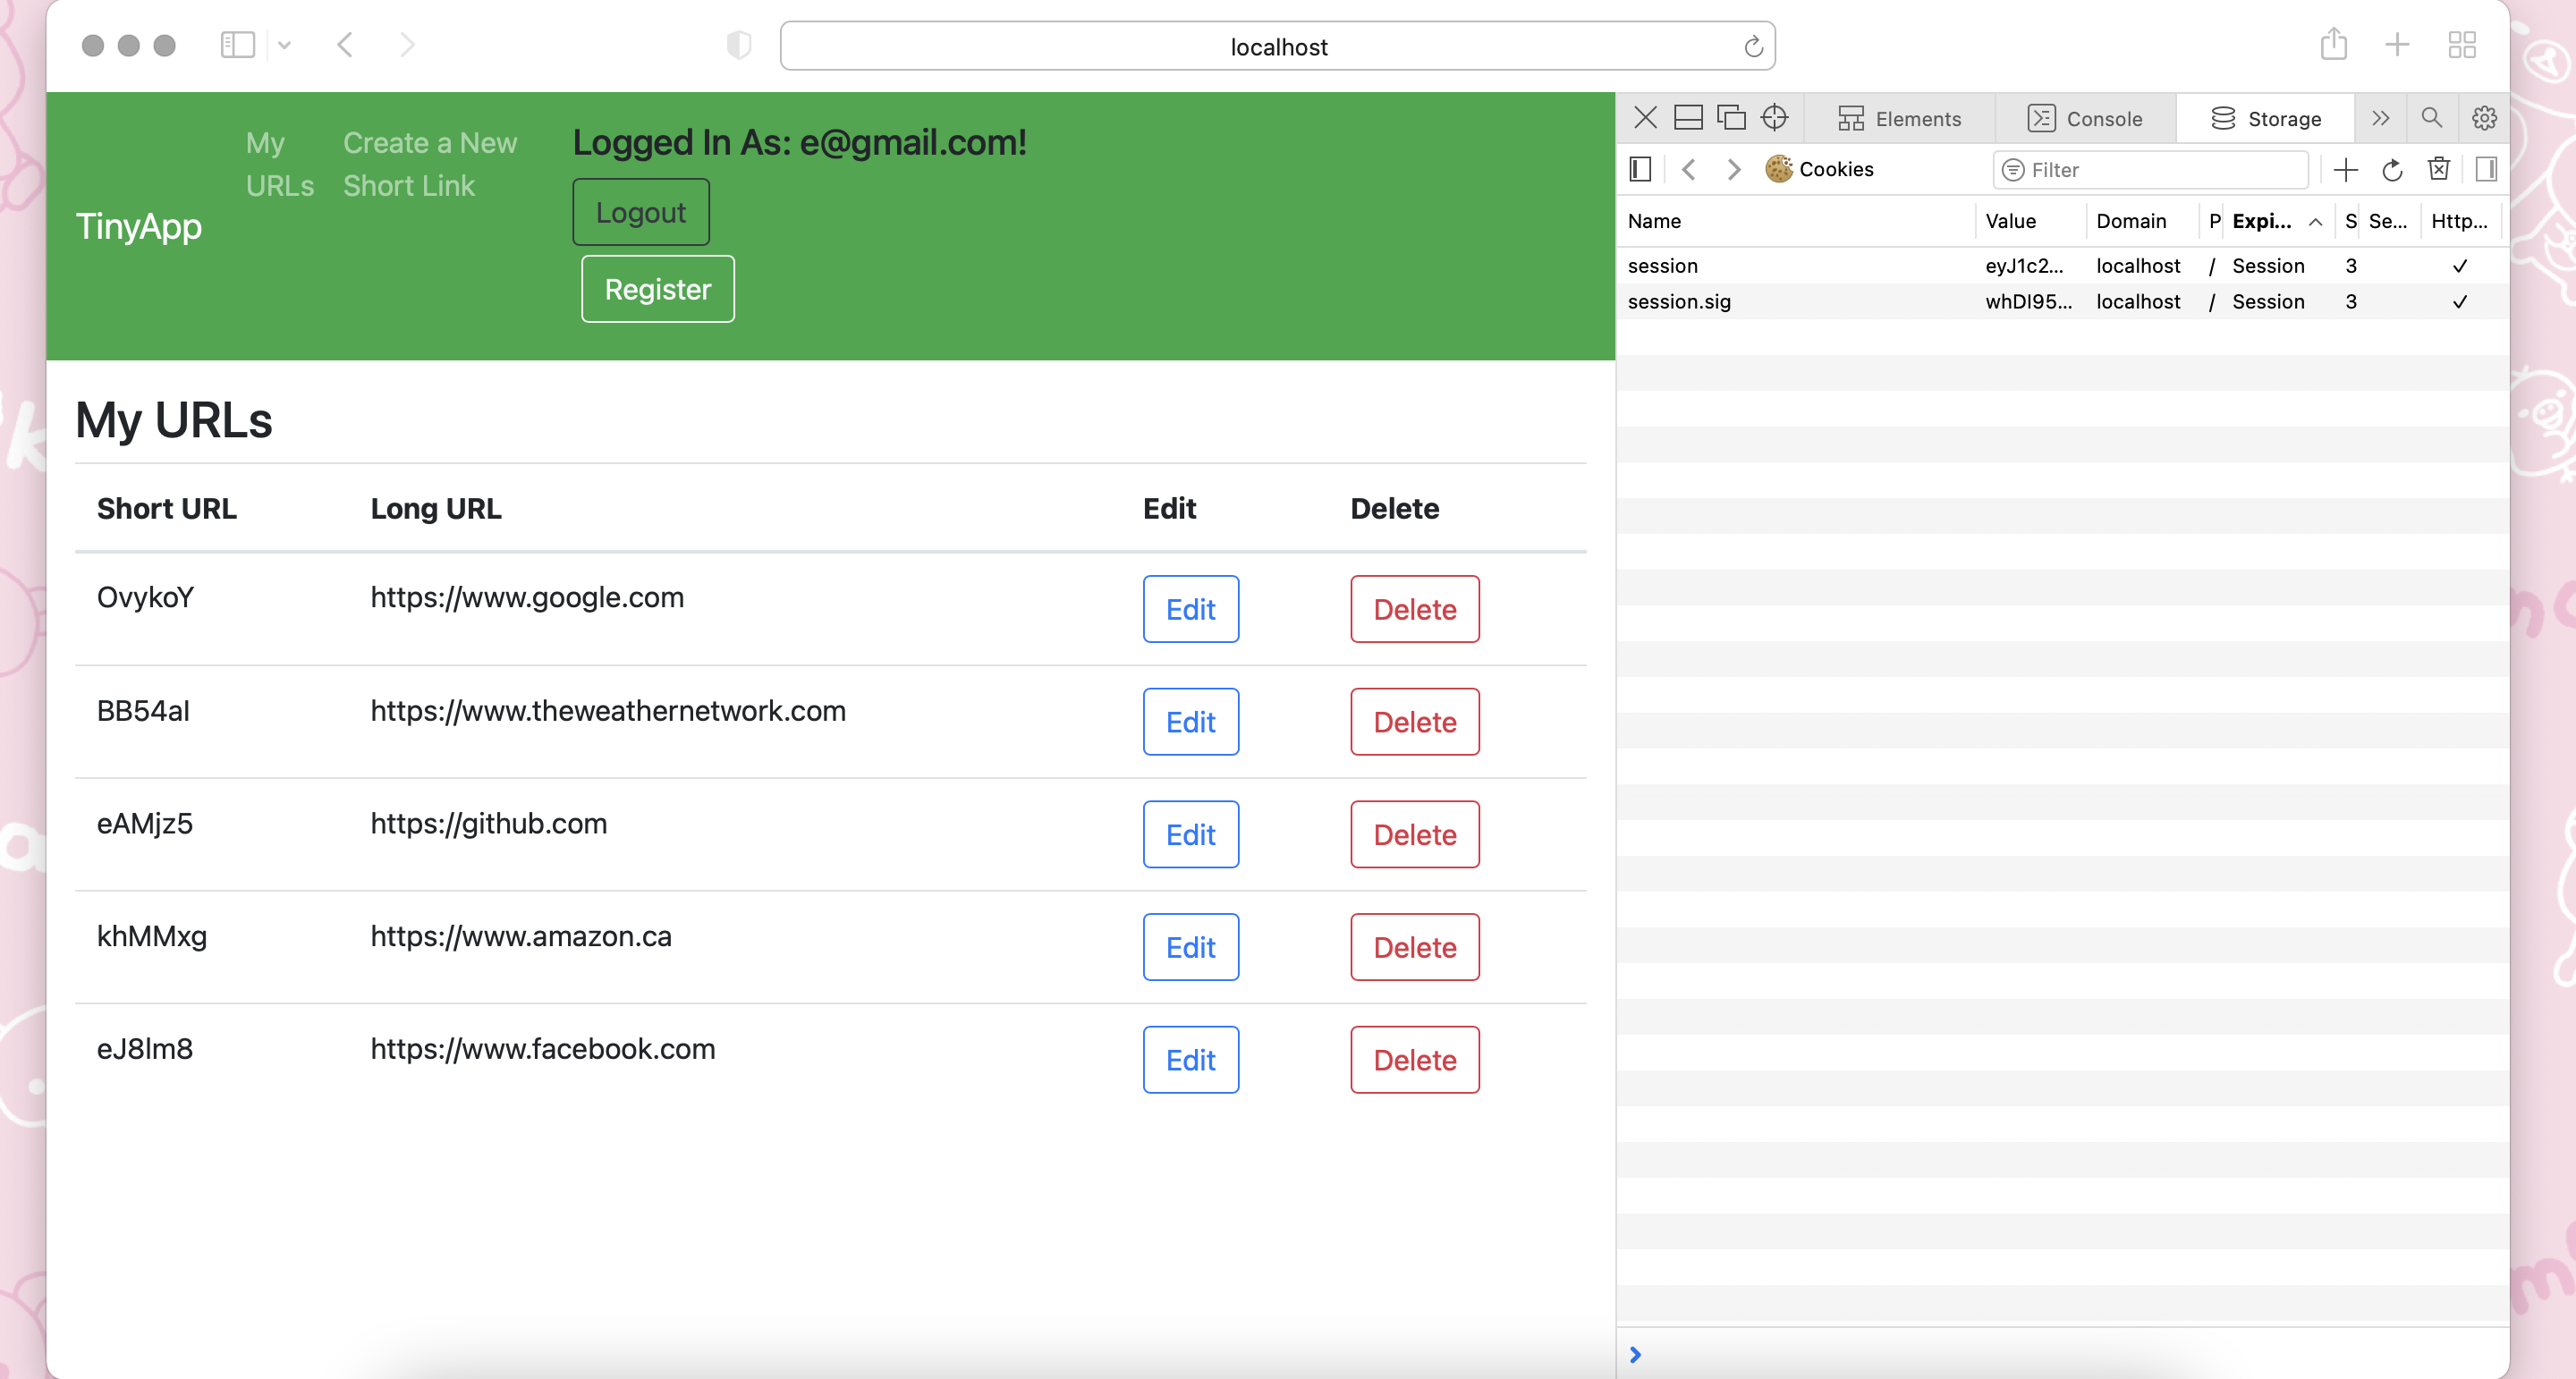 localhost
TinyApp
My URLs
Create a New Short Link
Logged In As: e@gmail.com!
Logout
Register
My URLs
Short URL Long URL Edit Delete
OvykoY https://www.google.com Edit Delete
BB54aI https://www.theweathernetwork.com Edit Delete
eAMjz5 https://github.com Edit Delete
khMMxg https://www.amazon.ca Edit Delete
eJ8lm8 https://www.facebook.com Edit Delete
Elements Console Storage
Cookies Filter
Name Value Domain P Expi... S Se... Http...
session eyJ1c2... localhost / Session 3 ✓
session.sig whDI95... localhost / Session 3 ✓